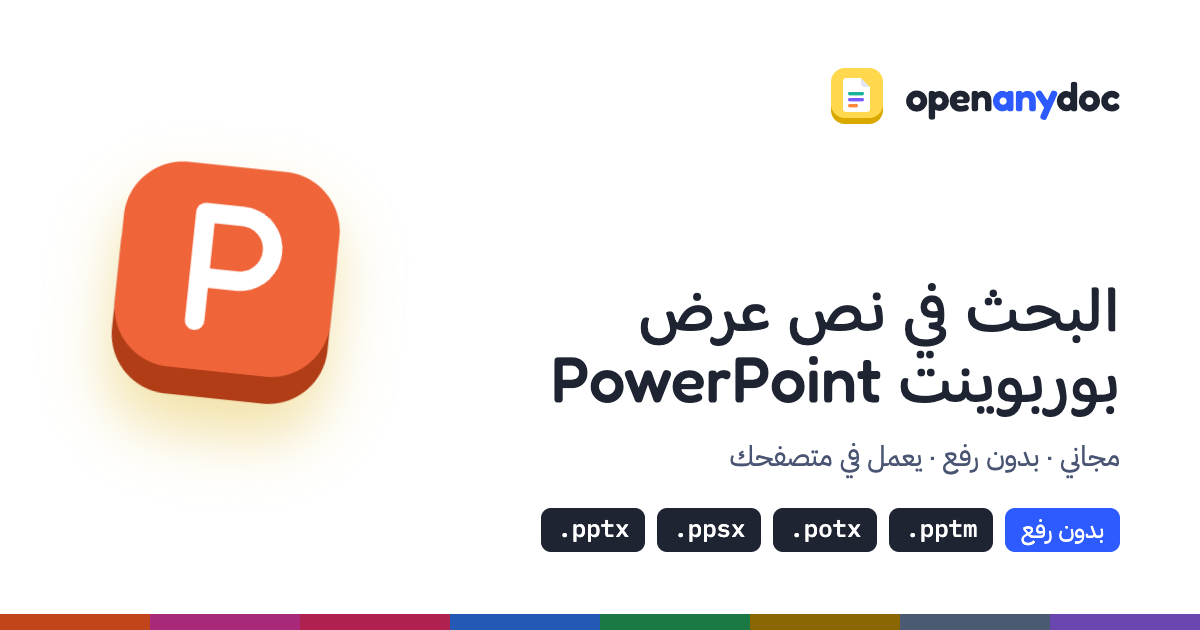 openanydoc
P
البحث في نص عرض
بوربوينت PowerPoint
مجاني · بدون رفع · يعمل في متصفحك
بدون رفع .pptm .potx .ppsx .pptx